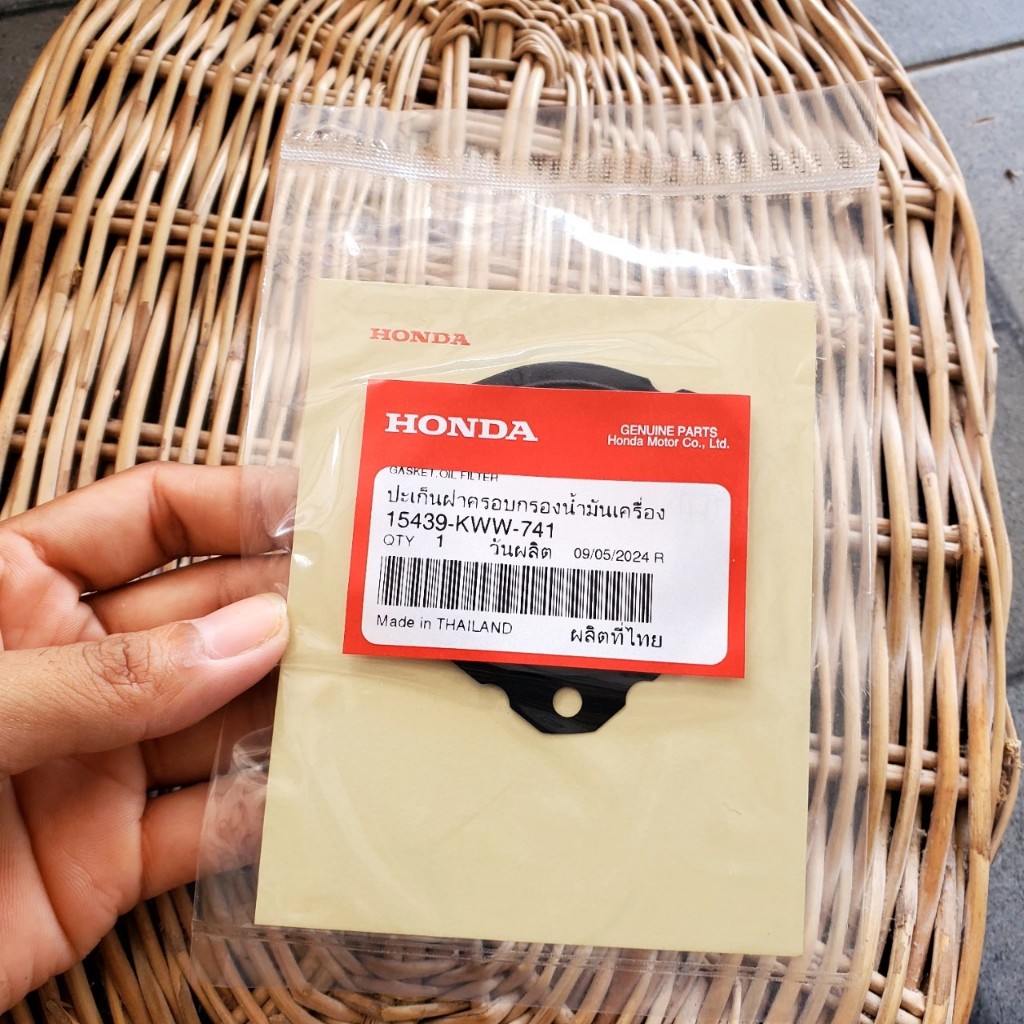 HONDA
HONDA
GENUINE PARTS
Honda Motor Co., Ltd.
GASKET,OIL FILTER
ปะเก็นฝาครอบกรองน้ำมันเครื่อง
15439-KWW-741
QTY 1 วันผลิต 09/05/2024 R
Made in THAILAND ผลิตที่ไทย